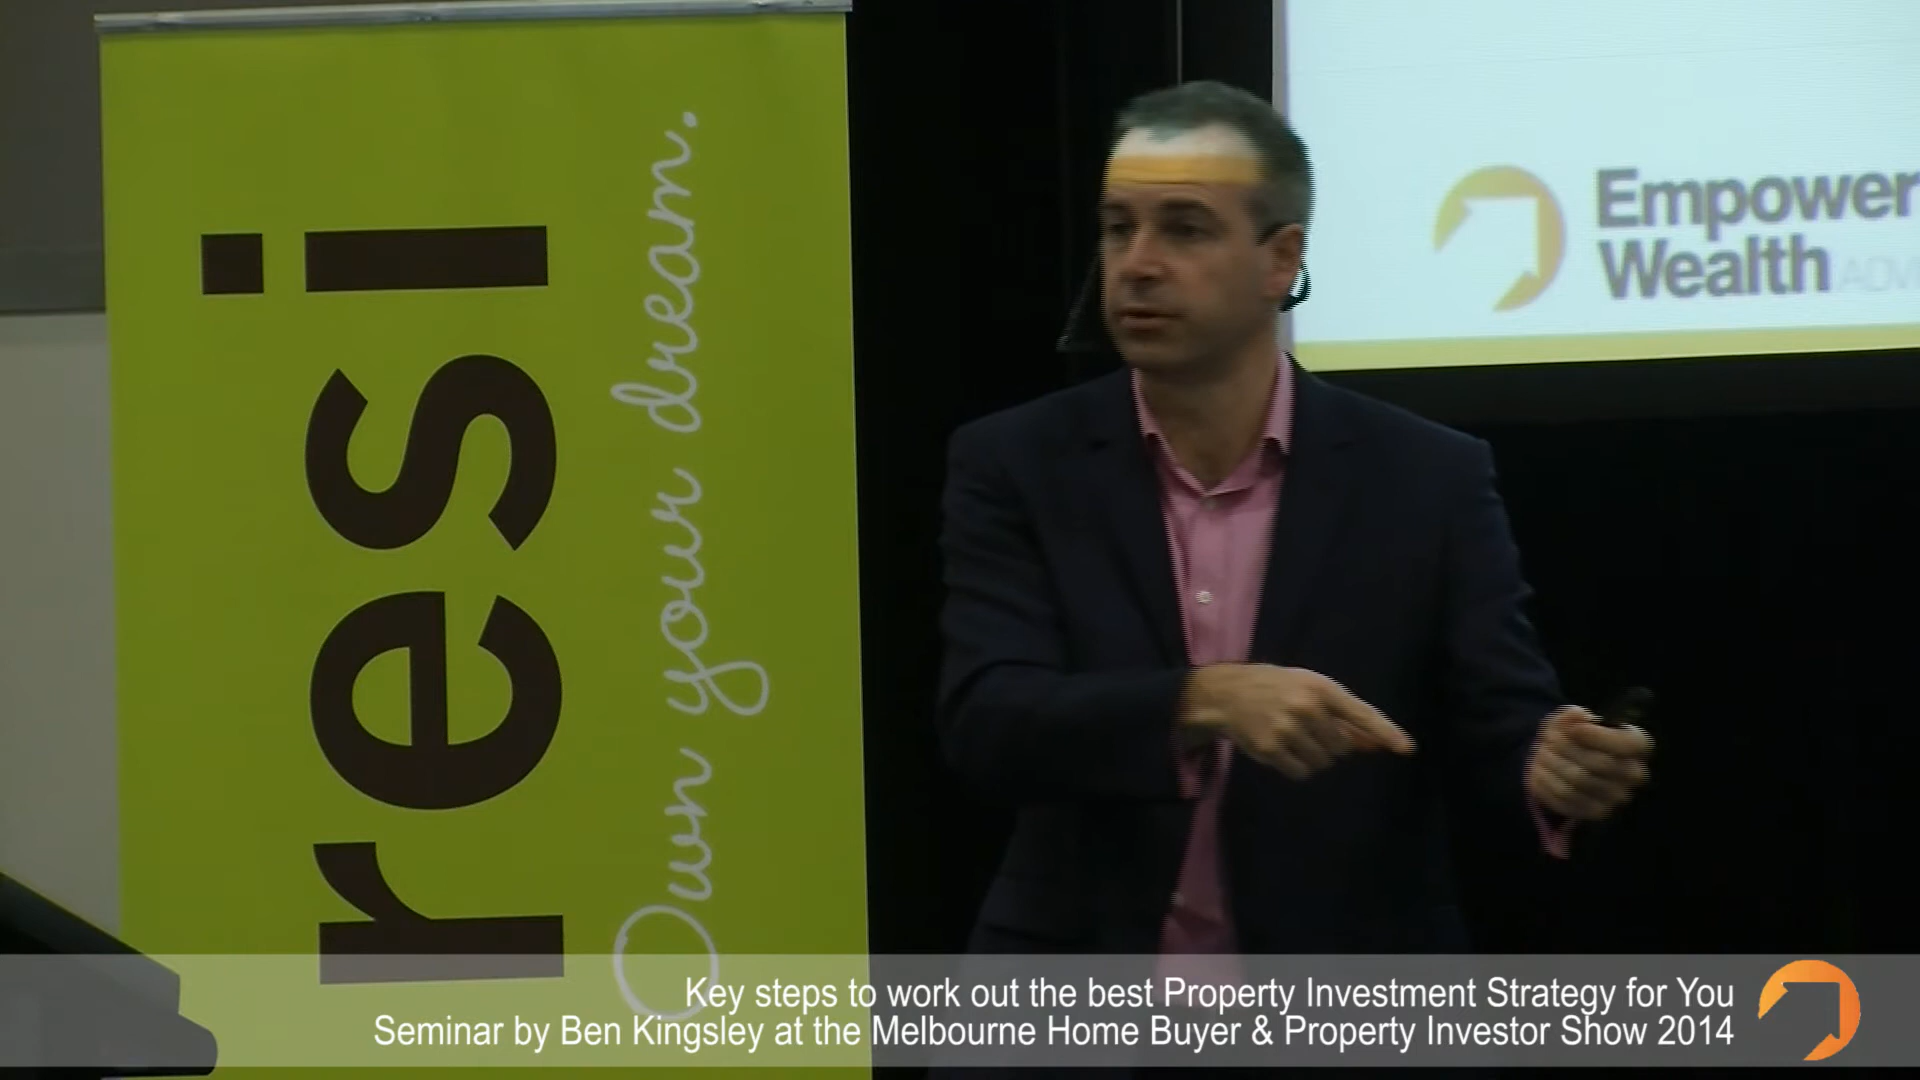 resi
Own your dream.
Empower
Wealth
Key steps to work out the best Property Investment Strategy for You
Seminar by Ben Kingsley at the Melbourne Home Buyer & Property Investor Show 2014